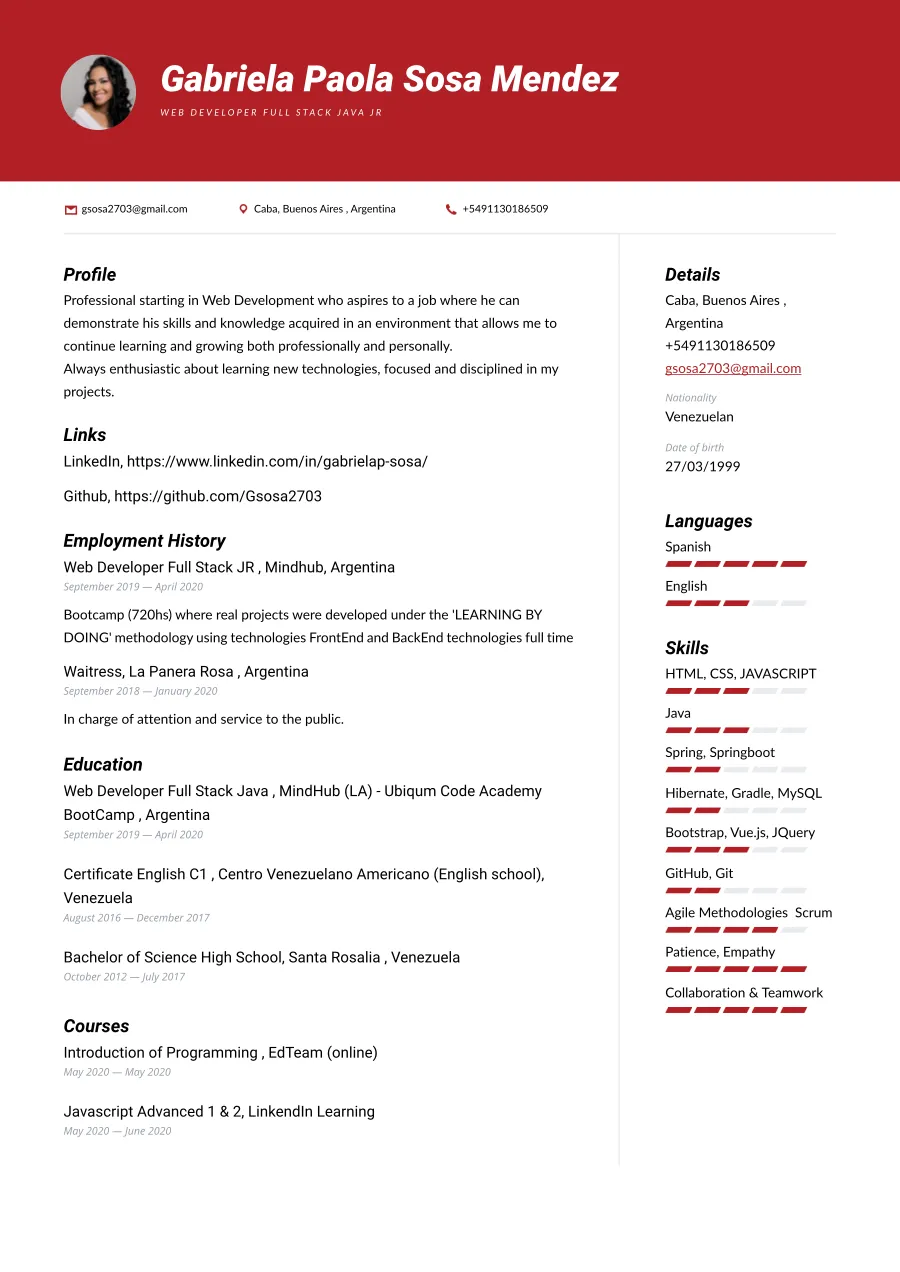 Gabriela Paola Sosa Mendez
WEB DEVELOPER FULL STACK JAVA JR
gsosa2703@gmail.com
Caba, Buenos Aires , Argentina
+5491130186509
Profile
Professional starting in Web Development who aspires to a job where he can
demonstrate his skills and knowledge acquired in an environment that allows me to
continue learning and growing both professionally and personally.
Always enthusiastic about learning new technologies, focused and disciplined in my
projects.
Links
LinkedIn, https://www.linkedin.com/in/gabrielap-sosa/
Github, https://github.com/Gsosa2703
Employment History
Web Developer Full Stack JR , Mindhub, Argentina
September 2019 — April 2020
Bootcamp (720hs) where real projects were developed under the 'LEARNING BY
DOING' methodology using technologies FrontEnd and BackEnd technologies full time
Waitress, La Panera Rosa , Argentina
September 2018 — January 2020
In charge of attention and service to the public.
Education
Web Developer Full Stack Java , MindHub (LA) - Ubiqum Code Academy
BootCamp , Argentina
September 2019 — April 2020
Certificate English C1 , Centro Venezuelano Americano (English school),
Venezuela
August 2016 — December 2017
Bachelor of Science High School, Santa Rosalia , Venezuela
October 2012 — July 2017
Courses
Introduction of Programming , EdTeam (online)
May 2020 — May 2020
Javascript Advanced 1 & 2, LinkendIn Learning
May 2020 — June 2020
Details
Caba, Buenos Aires ,
Argentina
+5491130186509
gsosa2703@gmail.com
Nationality
Venezuelan
Date of birth
27/03/1999
Languages
Spanish
English
Skills
HTML, CSS, JAVASCRIPT
Java
Spring, Springboot
Hibernate, Gradle, MySQL
Bootstrap, Vue.js, JQuery
GitHub, Git
Agile Methodologies  Scrum
Patience, Empathy
Collaboration & Teamwork